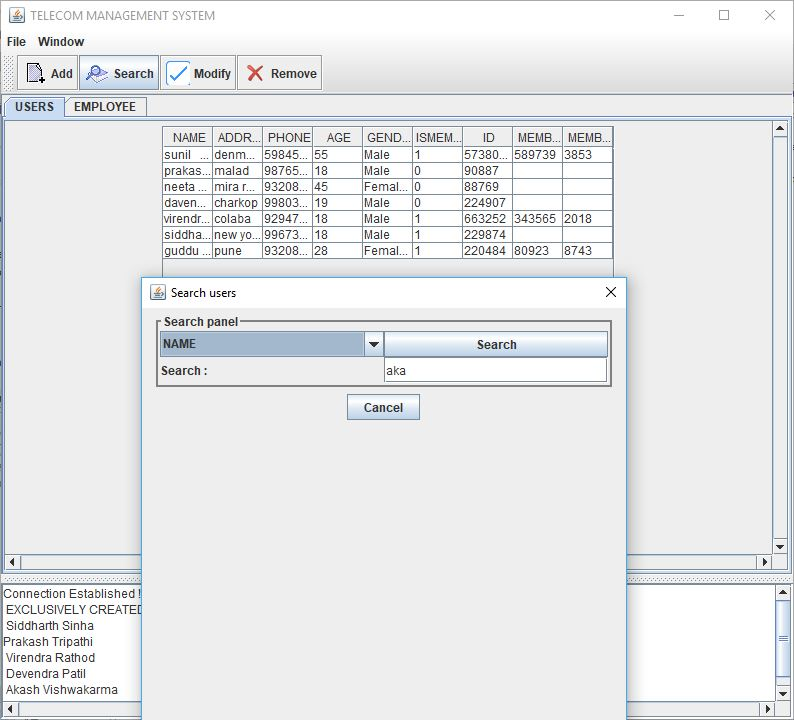 TELECOM MANAGEMENT SYSTEM
File Window
Add Search Modify Remove
USERS EMPLOYEE
NAME ADDR... PHONE AGE GEND... ISMEM... ID MEMB... MEMB...
sunil ... denm... 59845... 55 Male 1 57380... 589739 3853
prakas... malad 98765... 18 Male 0 90887
neeta ... mira r... 93208... 45 Femal... 0 88769
daven... charkop 99803... 19 Male 0 224907
virendr... colaba 92947... 18 Male 1 663252 343565 2018
siddha... new yo... 99673... 18 Male 1 229874
guddu ... pune 93208... 28 Femal... 1 220484 80923 8743
Search users
Search panel
NAME Search
Search : aka
Cancel
Connection Established !
EXCLUSIVELY CREATED
Siddharth Sinha
Prakash Tripathi
Virendra Rathod
Devendra Patil
Akash Vishwakarma